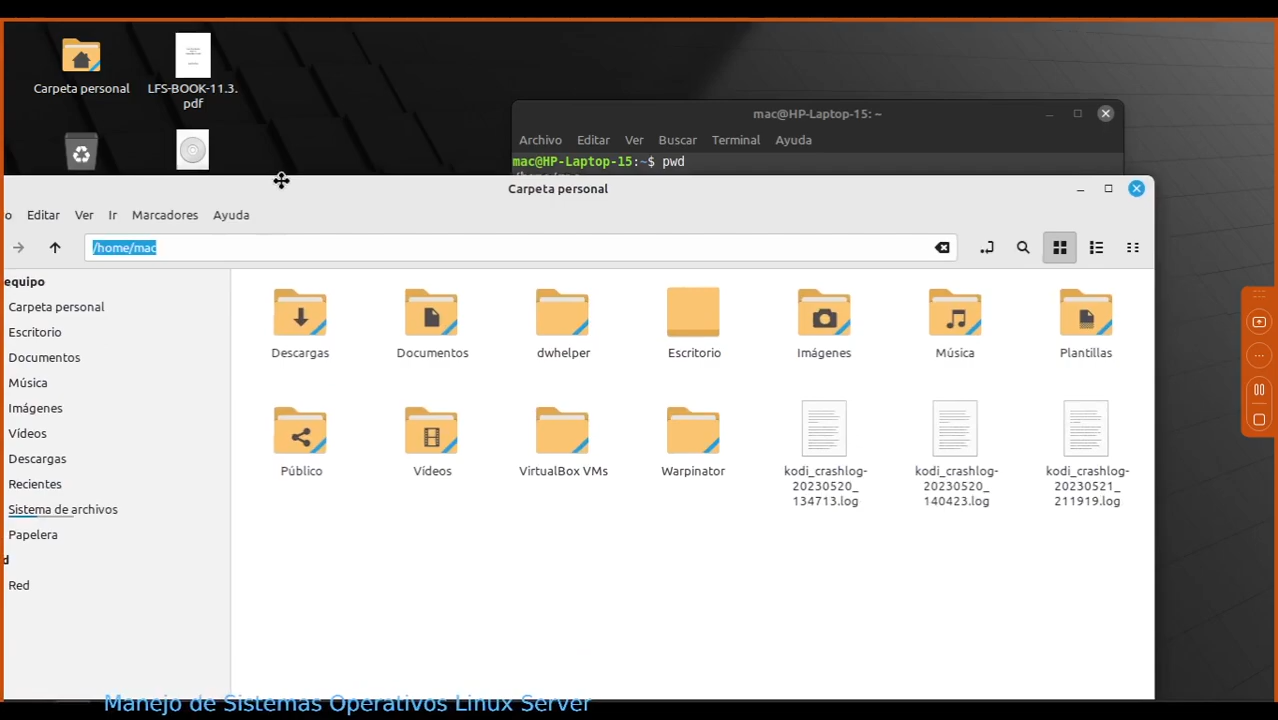 Carpeta personal
LFS-BOOK-11.3.
pdf
mac@HP-Laptop-15: ~
Archivo Editar Ver Buscar Terminal Ayuda
mac@HP-Laptop-15:~$ pwd
Carpeta personal
o Editar Ver Ir Marcadores Ayuda
/home/mac
equipo
Carpeta personal
Escritorio
Documentos
Música
Imágenes
Vídeos
Descargas
Recientes
Sistema de archivos
Papelera
d
Red
Descargas
Documentos
dwhelper
Escritorio
Imágenes
Música
Plantillas
Público
Vídeos
VirtualBox VMs
Warpinator
kodi_crashlog-
20230520_
134713.log
kodi_crashlog-
20230520_
140423.log
kodi_crashlog-
20230521_
211919.log
Manejo de Sistemas Operativos Linux Server